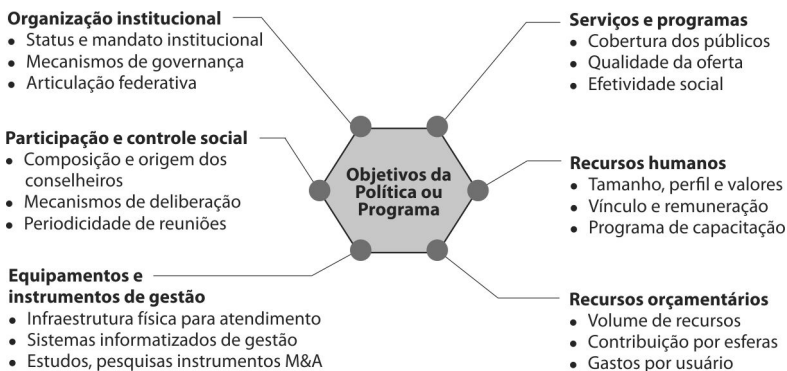 Organização institucional
• Status e mandato institucional
• Mecanismos de governança
• Articulação federativa
Participação e controle social
• Composição e origem dos
conselheiros
• Mecanismos de deliberação
• Periodicidade de reuniões
Equipamentos e
instrumentos de gestão
• Infraestrutura física para atendimento
• Sistemas informatizados de gestão
• Estudos, pesquisas instrumentos M&A
Objetivos da
Política ou
Programa
Serviços e programas
• Cobertura dos públicos
• Qualidade da oferta
• Efetividade social
Recursos humanos
• Tamanho, perfil e valores
• Vínculo e remuneração
• Programa de capacitação
Recursos orçamentários
• Volume de recursos
• Contribuição por esferas
• Gastos por usuário